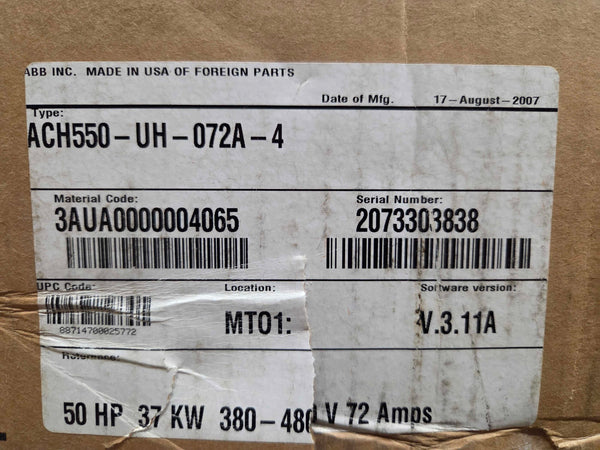 ABB INC. MADE IN USA OF FOREIGN PARTS
Date of Mfg. 17-August-2007
Type:
ACH550-UH-072A-4
Material Code: Serial Number:
3AUA0000004065 2073303838
UPC Code: Location: Software version:
08714700025772 MT01: V.3.11A
Reference:
50 HP 37 KW 380-480 V 72 Amps